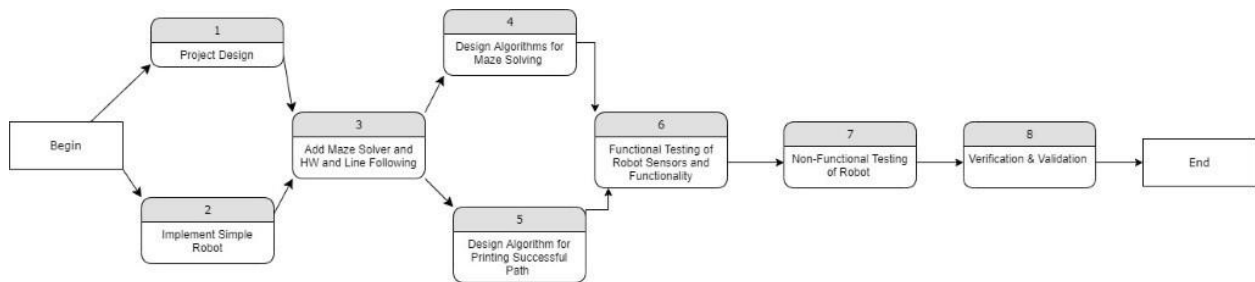 Begin
1
Project Design
2
Implement Simple
Robot
3
Add Maze Solver and
HW and Line Following
4
Design Algorithms for
Maze Solving
5
Design Algorithm for
Printing Successful
Path
6
Functional Testing of
Robot Sensors and
Functionality
7
Non-Functional Testing
of Robot
8
Verification & Validation
End